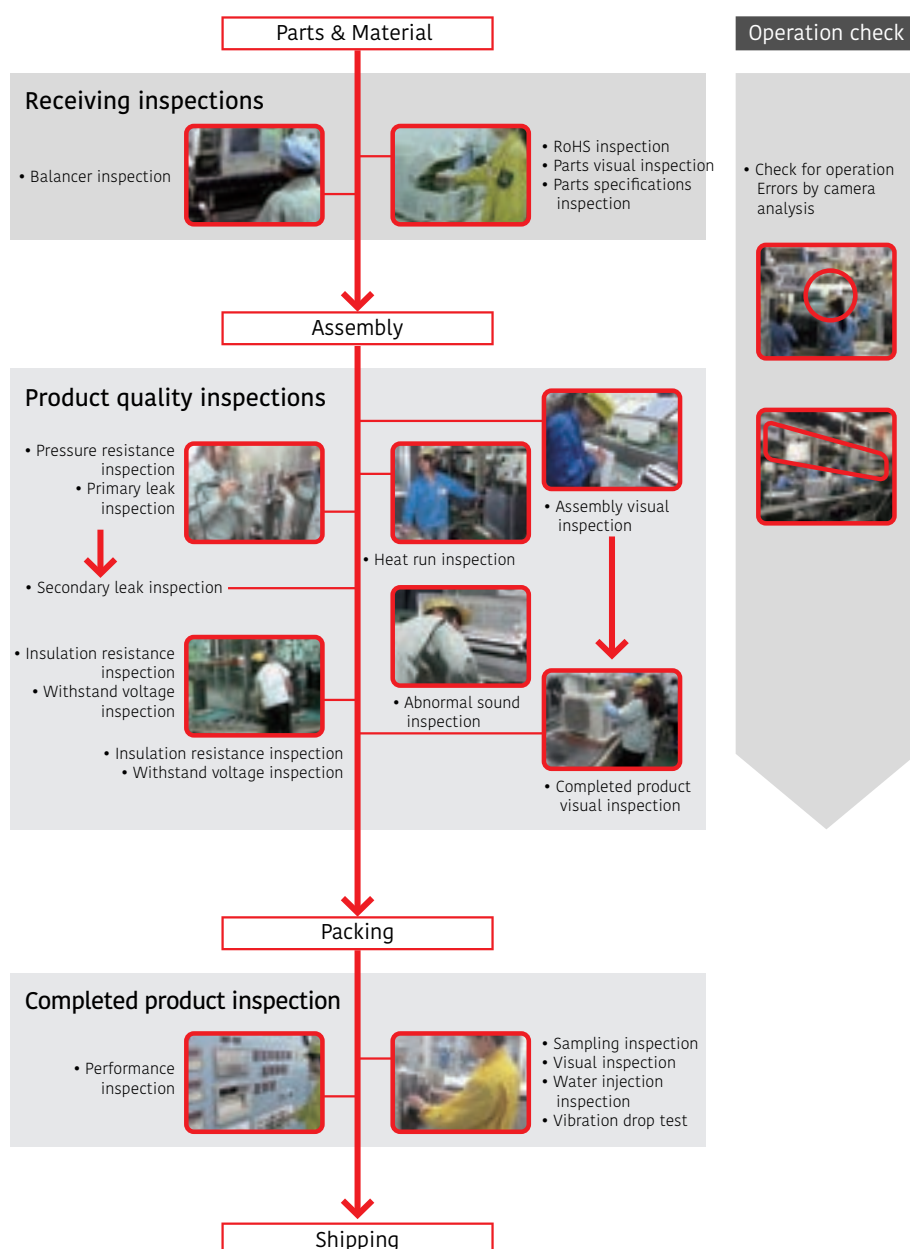 Parts & Material
Operation check
Receiving inspections
• Balancer inspection
• RoHS inspection
• Parts visual inspection
• Parts specifications
inspection
• Check for operation
Errors by camera
analysis
Assembly
Product quality inspections
• Pressure resistance
inspection
• Primary leak
inspection
• Secondary leak inspection
• Heat run inspection
• Assembly visual
inspection
• Insulation resistance
inspection
• Withstand voltage
inspection
• Insulation resistance inspection
• Withstand voltage inspection
• Abnormal sound
inspection
• Completed product
visual inspection
Packing
Completed product inspection
• Performance
inspection
• Sampling inspection
• Visual inspection
• Water injection
inspection
• Vibration drop test
Shipping